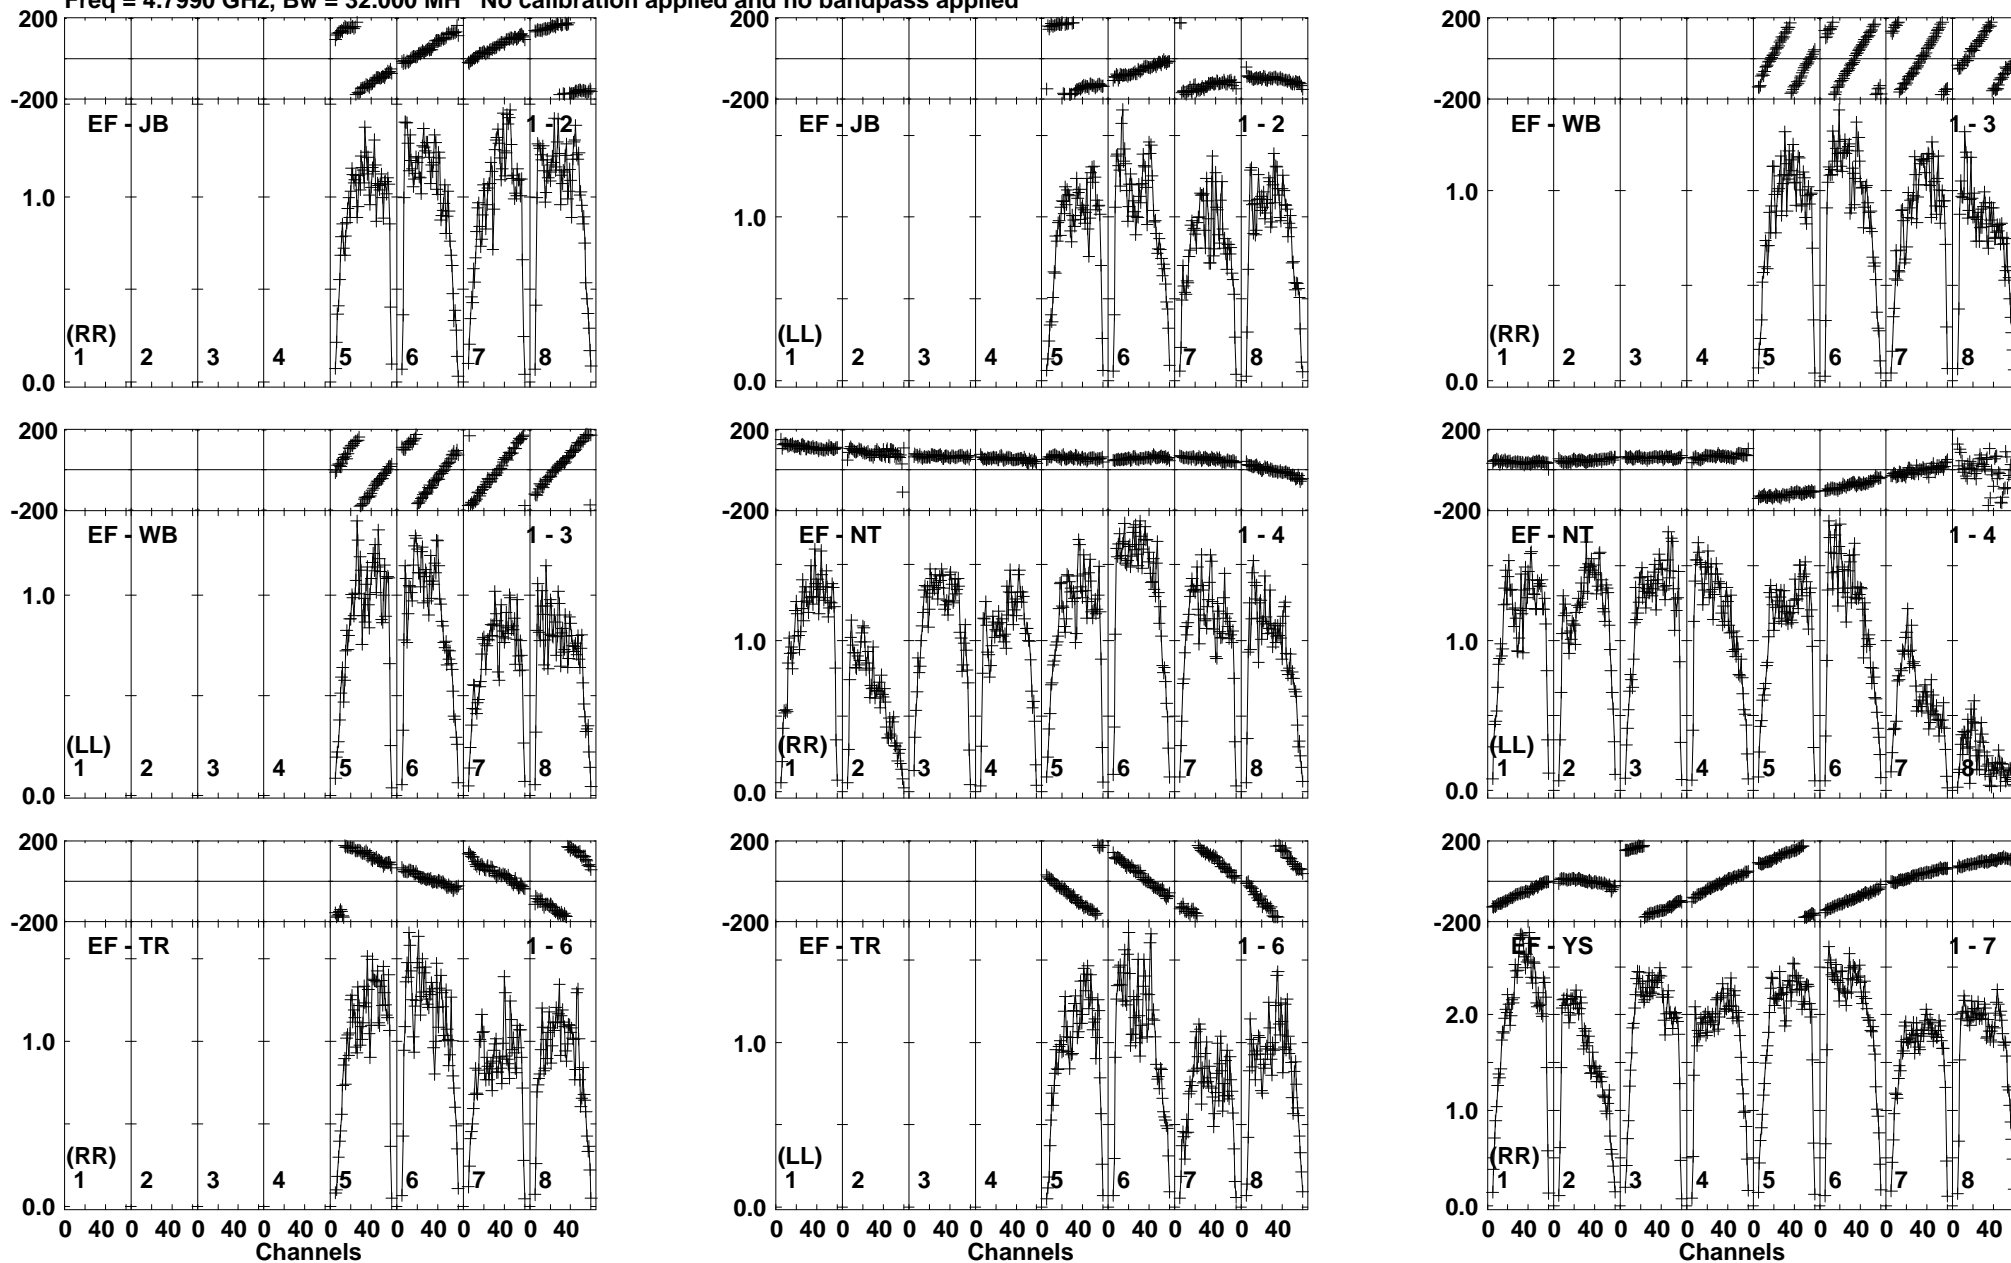 Freq = 4.7990 GHz, Bw = 32.000 MH No calibration applied and no bandpass applied
200 200 200
-200 -200 -200
EF - JB 1 - 2 EF - JB 1 - 2 EF - WB 1 - 3
1.0 1.0 1.0
(RR) (LL) (RR)
1 2 3 4 5 6 7 8 1 2 3 4 5 6 7 8 1 2 3 4 5 6 7 8
0.0 0.0 0.0
200 200 200
-200 -200 -200
EF - WB 1 - 3 EF - NT 1 - 4 EF - NT 1 - 4
1.0 1.0 1.0
(LL) (RR) (LL)
1 2 3 4 5 6 7 8 1 2 3 4 5 6 7 8 1 2 3 4 5 6 7 8
0.0 0.0 0.0
200 200 200
-200 -200 -200
EF - TR 1 - 6 EF - TR 1 - 6 EF - YS 1 - 7
1.0 1.0 2.0
1.0
(RR) (LL) (RR)
1 2 3 4 5 6 7 8 1 2 3 4 5 6 7 8 1 2 3 4 5 6 7 8
0.0 0.0 0.0
0 40 0 40 0 40 0 40 0 40 0 40 0 40 0 40 0 40 0 40 0 40 0 40 0 40 0 40 0 40 0 40 0 40 0 40 0 40 0 40 0 40 0 40 0 40 0 40
Channels Channels Channels